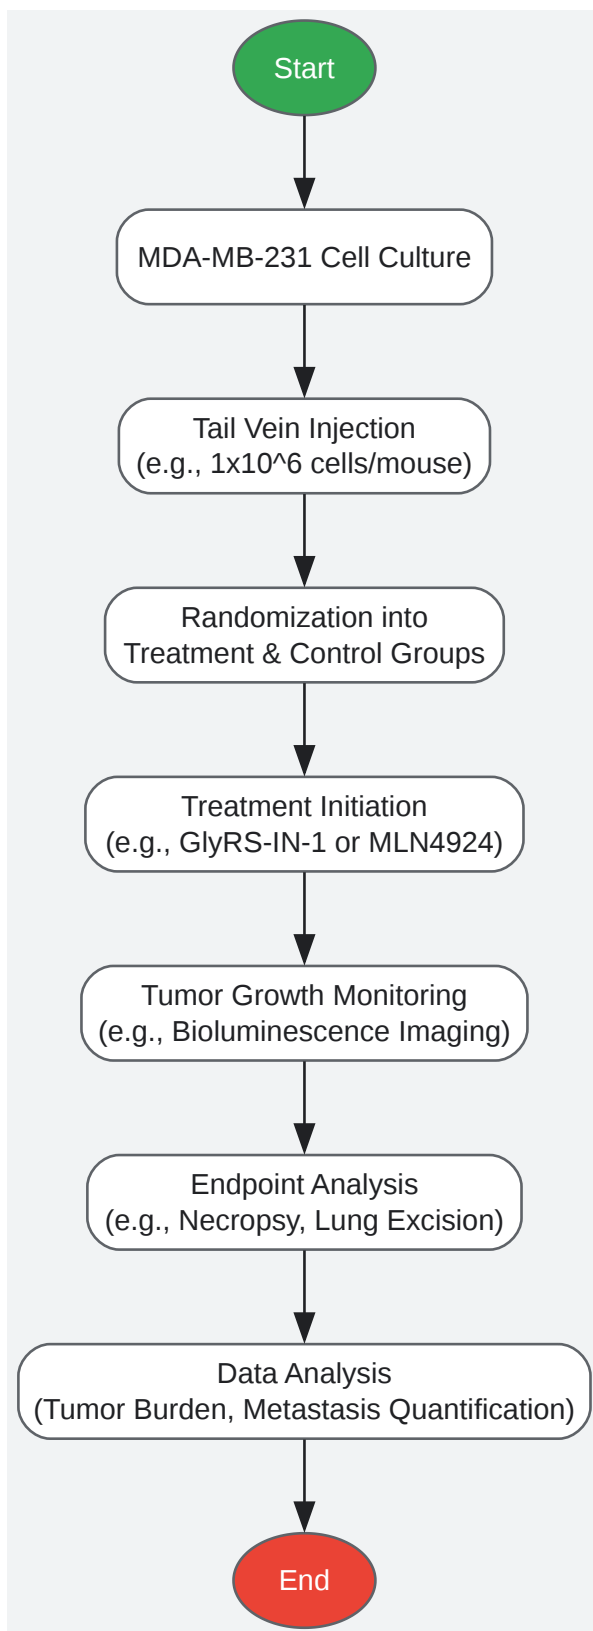 Start
MDA-MB-231 Cell Culture
Tail Vein Injection
(e.g., 1x10^6 cells/mouse)
Randomization into
Treatment & Control Groups
Treatment Initiation
(e.g., GlyRS-IN-1 or MLN4924)
Tumor Growth Monitoring
(e.g., Bioluminescence Imaging)
Endpoint Analysis
(e.g., Necropsy, Lung Excision)
Data Analysis
(Tumor Burden, Metastasis Quantification)
End